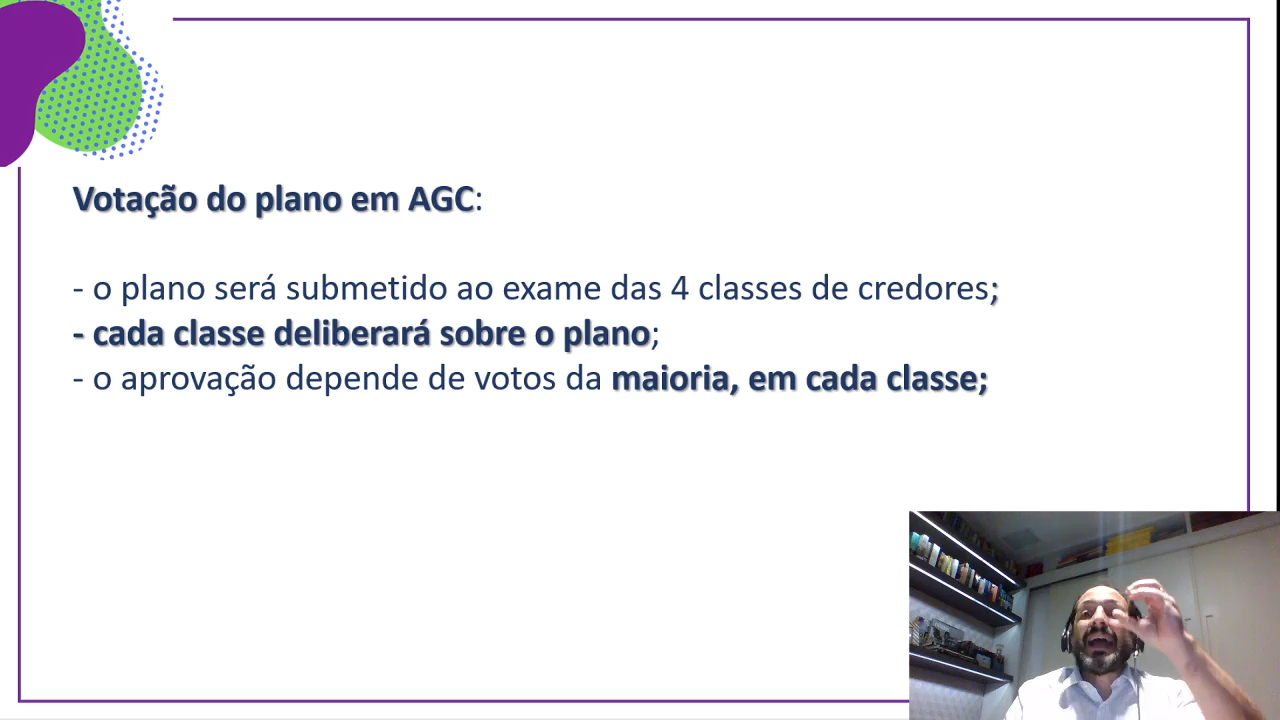 Votação do plano em AGC:
- o plano será submetido ao exame das 4 classes de credores;
- cada classe deliberará sobre o plano;
- o aprovação depende de votos da maioria, em cada classe;